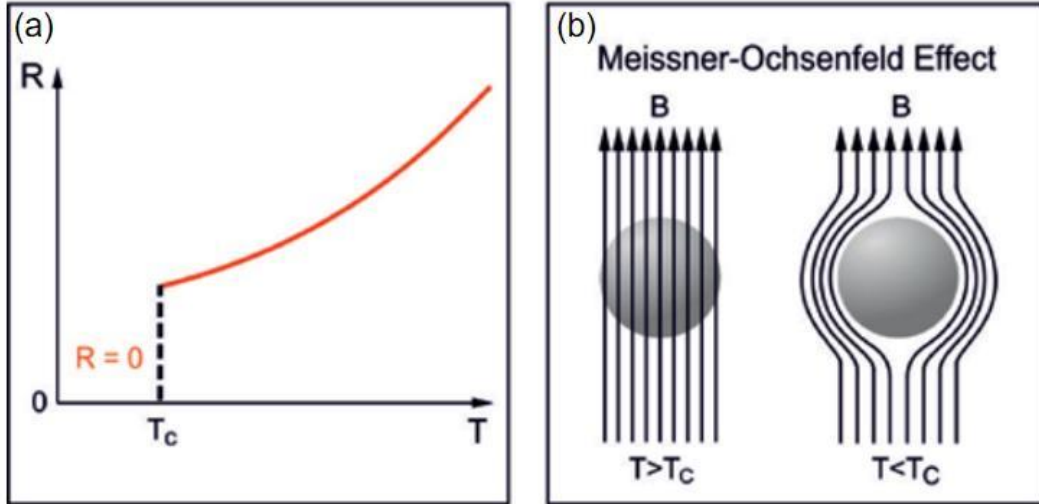 (a)
R
R = 0
0
Tc
T
(b)
Meissner-Ochsenfeld Effect
B
B
T>TC
T<TC